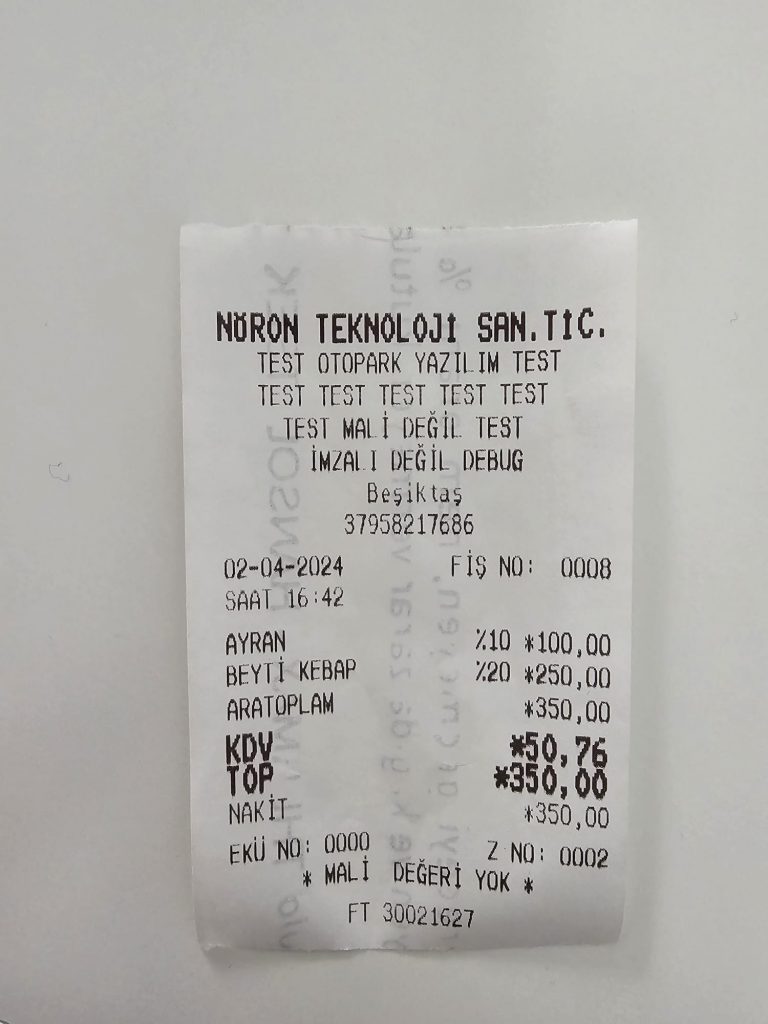 NÖRON TEKNOLOJİ SAN.TİC.
TEST OTOPARK YAZILIM TEST
TEST TEST TEST TEST TEST
TEST MALİ DEĞİL TEST
İMZALI DEĞİL DEBUG
Beşiktaş
37958217686
02-04-2024 FİŞ NO: 0008
SAAT 16:42
AYRAN %10 *100,00
BEYTİ KEBAP %20 *250,00
ARATOPLAM *350,00
KDV *50,76
TOP *350,00
NAKİT *350,00
EKÜ NO: 0000 Z NO: 0002
* MALİ DEĞERİ YOK *
FT 30021627